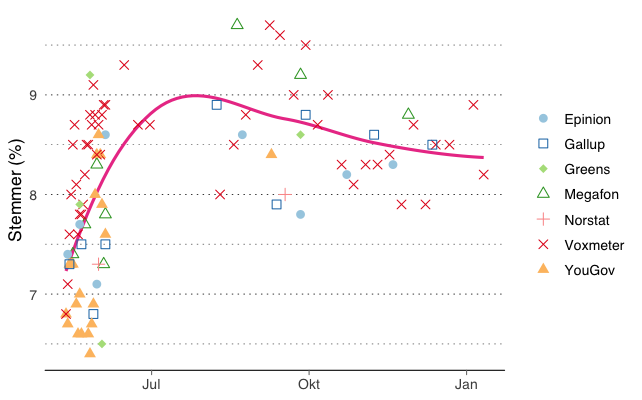 Stemmer (%)
9
8
7
Jul
Okt
Jan
Epinion
Gallup
Greens
Megafon
Norstat
Voxmeter
YouGov